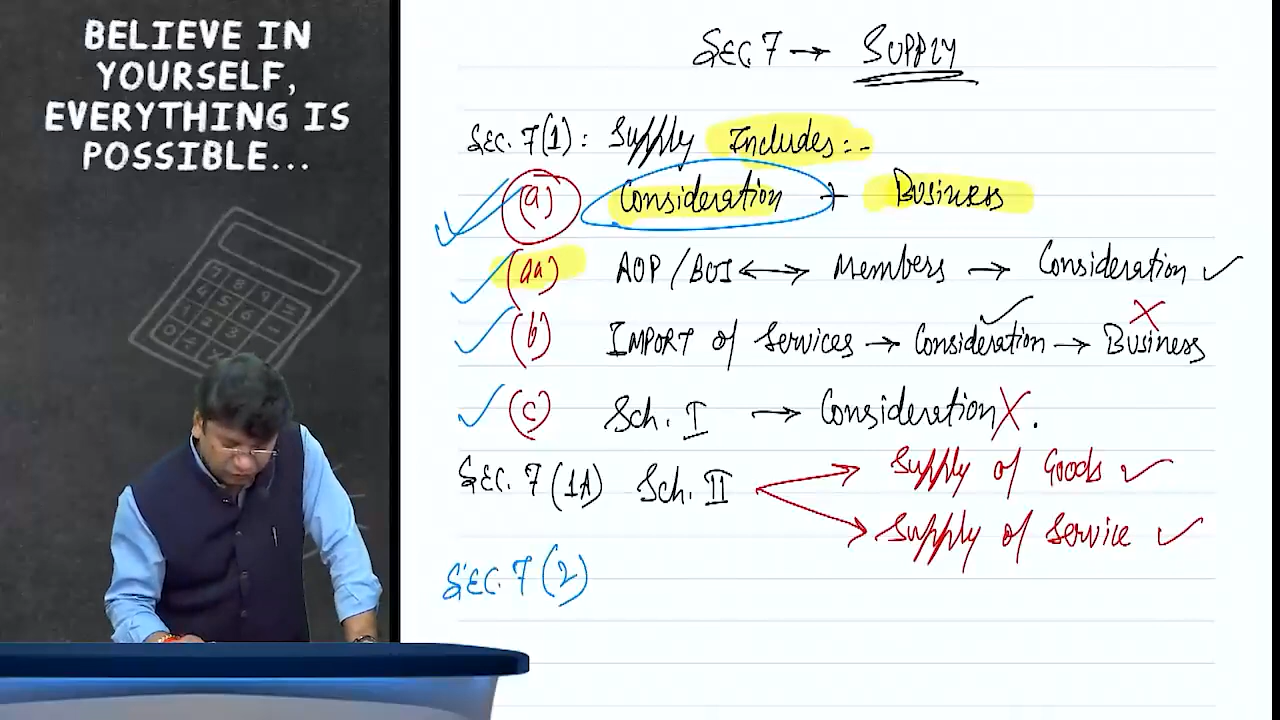 BELIEVE IN
YOURSELF,
EVERYTHING IS
POSSIBLE...
SEC. 7 → SUPPLY
SEC. 7(1): Supply Includes:-
(a) Consideration + Business
(aa) AOP/BOI ↔ Members → Consideration ✓
(b) IMPORT of Services → Consideration → Business
(c) Sch. I → Consideration X.
SEC. 7 (1A) Sch. II
Supply of Goods ✓
Supply of Service ✓
SEC. 7(2)